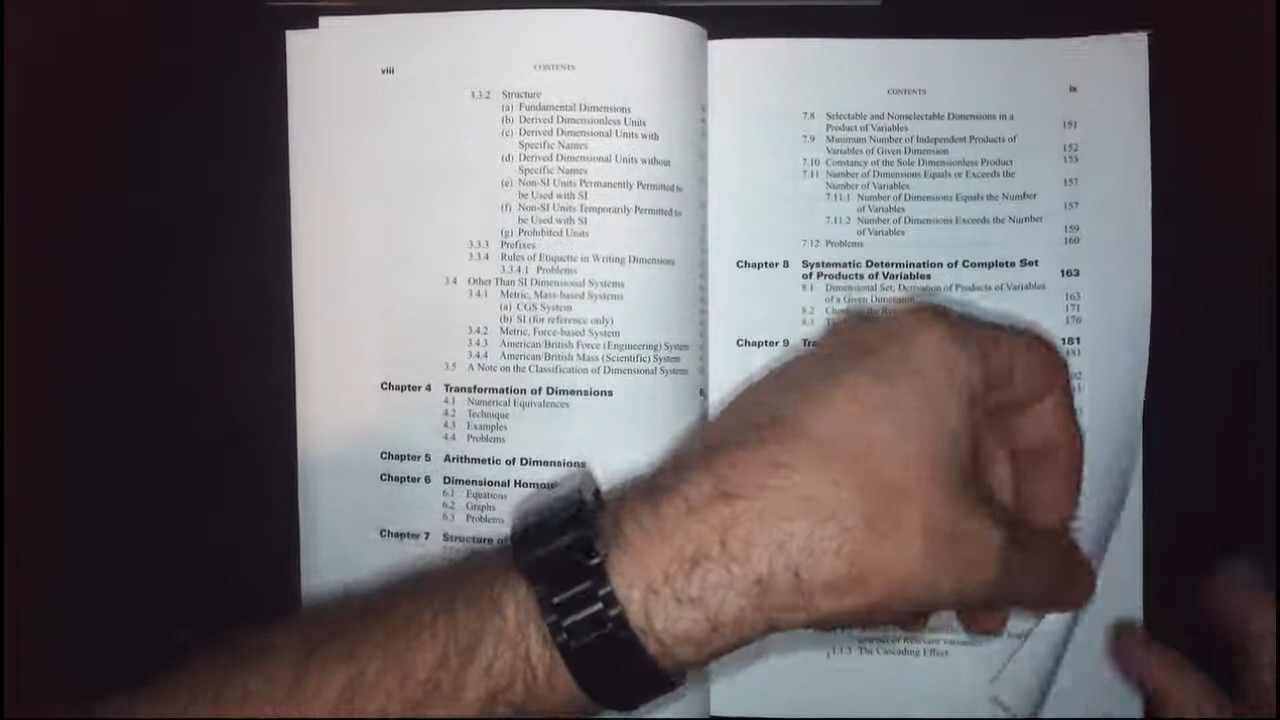 viii
CONTENTS
3.3.2 Structure
(a) Fundamental Dimensions
(b) Derived Dimensionless Units
(c) Derived Dimensional Units with
Specific Names
(d) Derived Dimensional Units without
Specific Names
(e) Non-SI Units Permanently Permitted to
be Used with SI
(f) Non-SI Units Temporarily Permitted to
be Used with SI
(g) Prohibited Units
3.3.3 Prefixes
3.3.4 Rules of Etiquette in Writing Dimensions
3.3.4.1 Problems
3.4 Other Than SI Dimensional Systems
3.4.1 Metric, Mass-based Systems
(a) CGS System
(b) SI (for reference only)
3.4.2 Metric, Force-based System
3.4.3 American/British Force (Engineering) System
3.4.4 American/British Mass (Scientific) System
3.5 A Note on the Classification of Dimensional Systems
Chapter 4 Transformation of Dimensions
4.1 Numerical Equivalences
4.2 Technique
4.3 Examples
4.4 Problems
Chapter 5 Arithmetic of Dimensions
Chapter 6 Dimensional
6.1 Equations
6.2 Graphs
6.3 Problems
Chapter 7 Structure of
CONTENTS
ix
7.8 Selectable and Nonselectable Dimensions in a
Product of Variables 151
7.9 Minimum Number of Independent Products of
Variables of Given Dimension 152
7.10 Constancy of the Sole Dimensionless Product 153
7.11 Number of Dimensions Equals or Exceeds the
Number of Variables 157
7.11.1 Number of Dimensions Equals the Number
of Variables 157
7.11.2 Number of Dimensions Exceeds the Number
of Variables 159
7.12 Problems 160
Chapter 8 Systematic Determination of Complete Set
of Products of Variables 163
8.1 Dimensional Set, Derivation of Products of Variables
of a Given Dimension 163
8.2 the 171
8.3 176
Chapter 9 181
of Relevant
The Cascading Effect